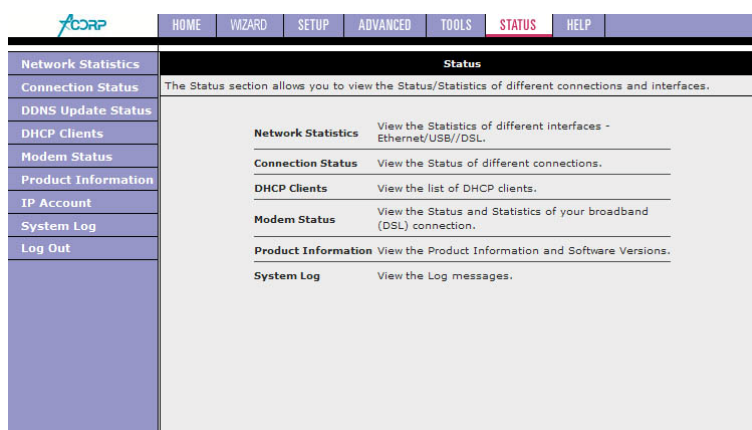 ACORP
HOME WIZARD SETUP ADVANCED TOOLS STATUS HELP
Network Statistics
Connection Status
DDNS Update Status
DHCP Clients
Modem Status
Product Information
IP Account
System Log
Log Out
Status
The Status section allows you to view the Status/Statistics of different connections and interfaces.
Network Statistics View the Statistics of different interfaces -
Ethernet/USB//DSL.
Connection Status View the Status of different connections.
DHCP Clients View the list of DHCP clients.
Modem Status View the Status and Statistics of your broadband
(DSL) connection.
Product Information View the Product Information and Software Versions.
System Log View the Log messages.